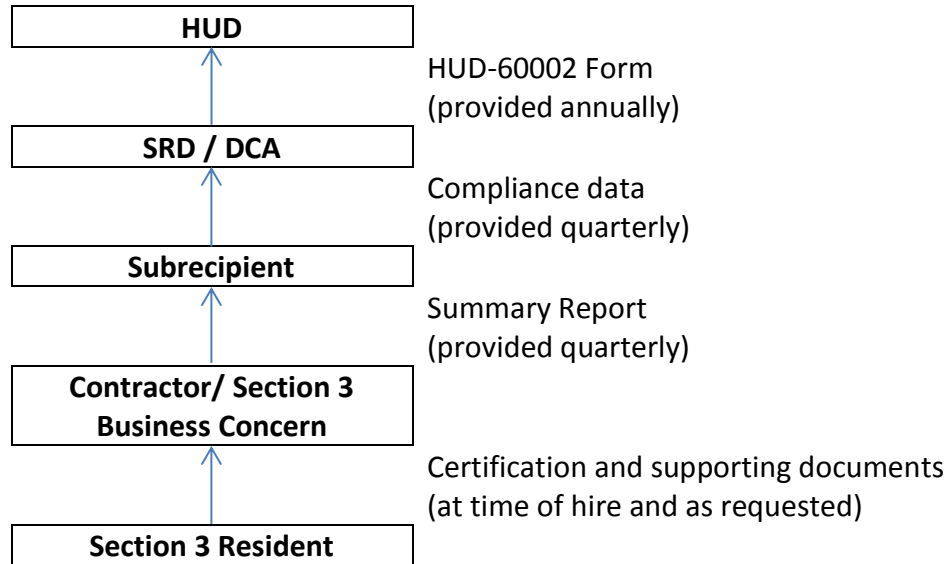 HUD
HUD-60002 Form
(provided annually)
SRD / DCA
Compliance data
(provided quarterly)
Subrecipient
Summary Report
(provided quarterly)
Contractor/ Section 3
Business Concern
Certification and supporting documents
(at time of hire and as requested)
Section 3 Resident